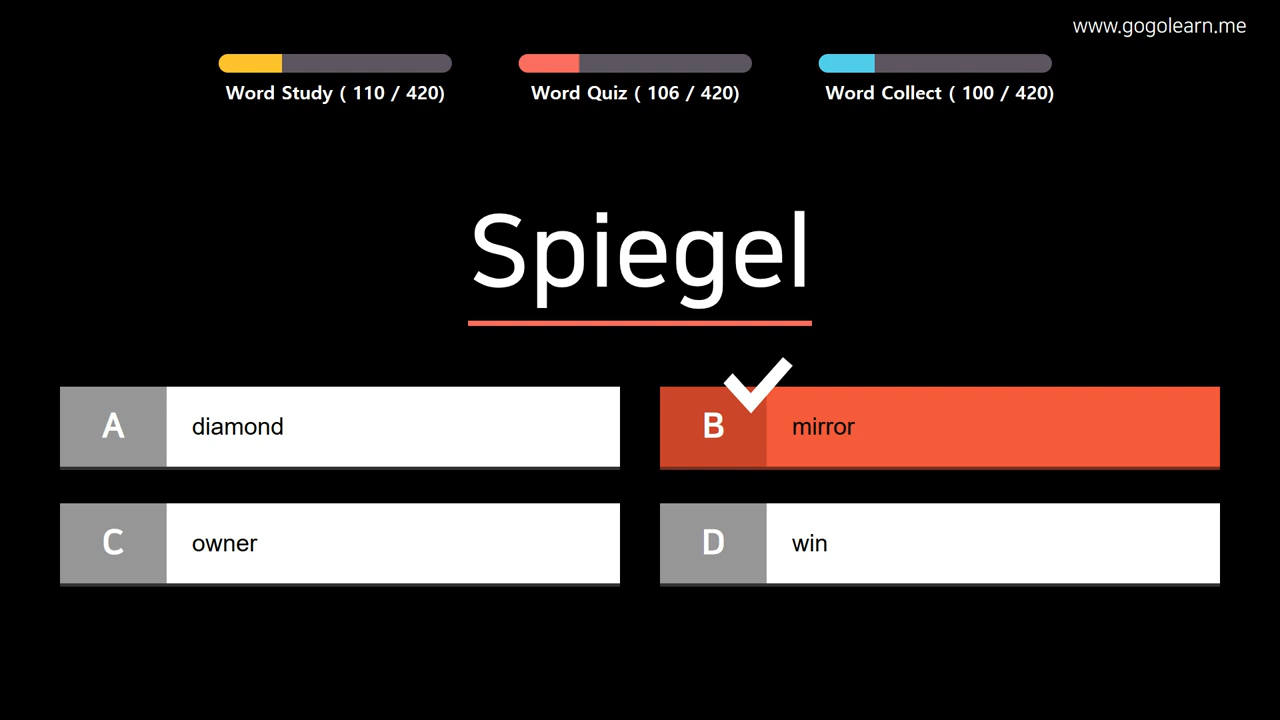 www.gogolearn.me
Word Study ( 110 / 420)
Word Quiz ( 106 / 420)
Word Collect ( 100 / 420)
Spiegel
A diamond
B mirror
C owner
D win